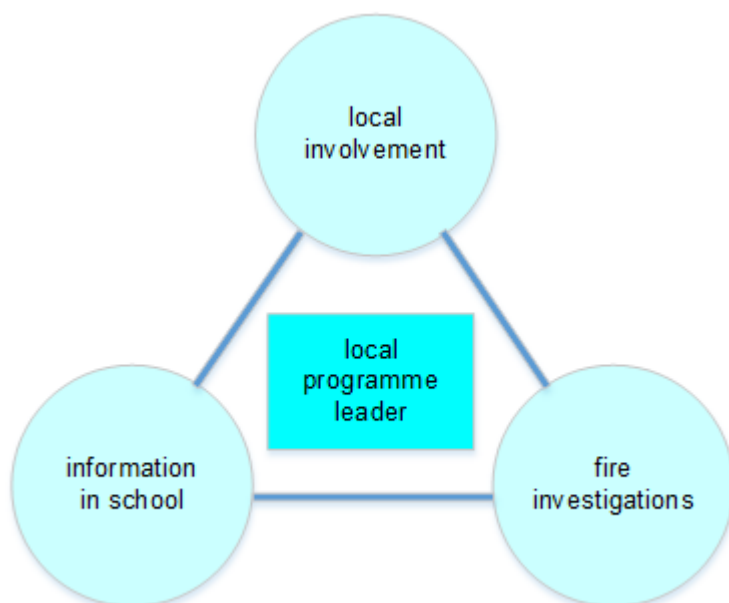 local
involvement
local
programme
leader
information
in school
fire
investigations